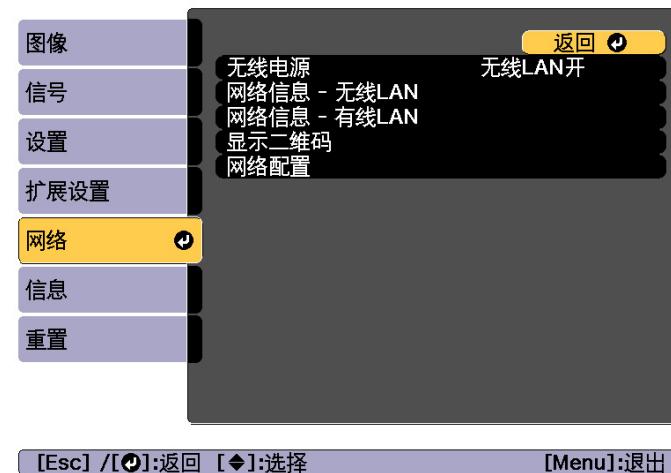 图像
信号
设置
扩展设置
网络
信息
重置
返回
无线电源 无线LAN开
网络信息 - 无线LAN
网络信息 - 有线LAN
显示二维码
网络配置
[Esc] /[]:返回 []:选择 [Menu]:退出